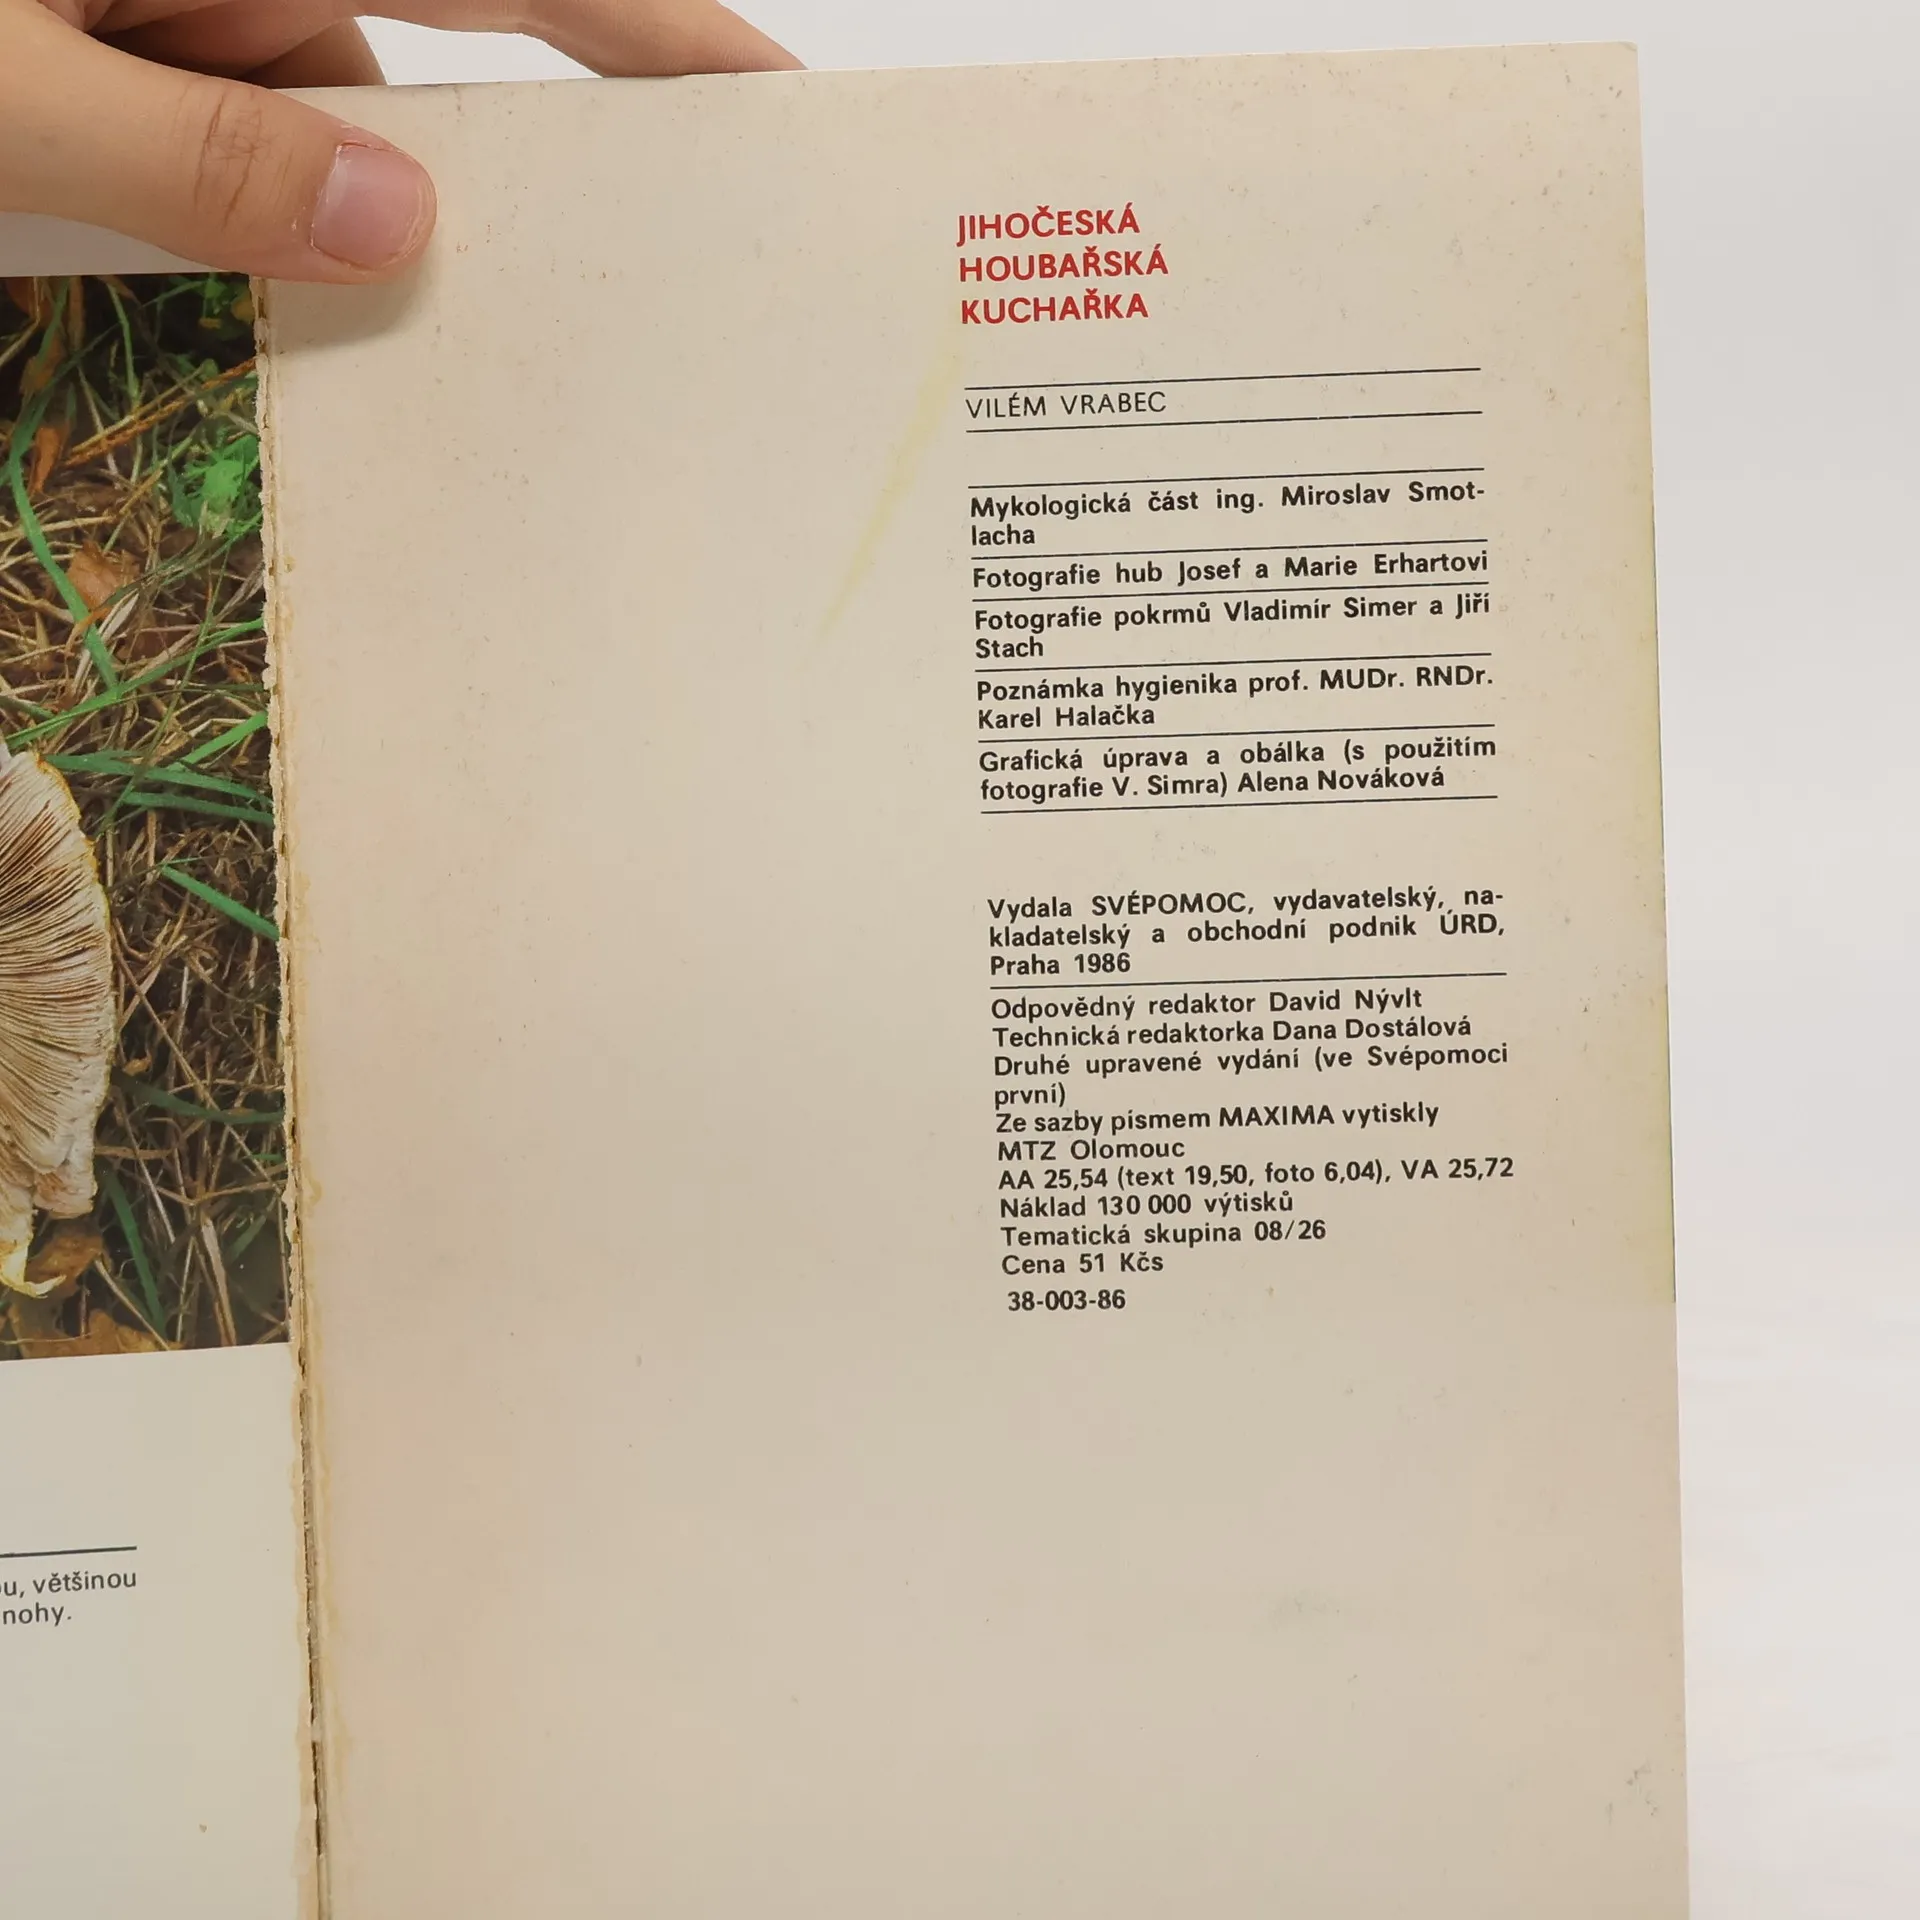 JIHOČESKÁ
HOUBAŘSKÁ
KUCHAŘKA
VILÉM VRABEC
Mykologická část ing. Miroslav Smot-
lacha
Fotografie hub Josef a Marie Erhartovi
Fotografie pokrmů Vladimír Simer a Jiří
Stach
Poznámka hygienika prof. MUDr. RNDr.
Karel Halačka
Grafická úprava a obálka (s použitím
fotografie V. Simra) Alena Nováková
Vydala SVÉPOMOC, vydavatelský, na-
kladatelský a obchodní podnik ÚRD,
Praha 1986
Odpovědný redaktor David Nývlt
Technická redaktorka Dana Dostálová
Druhé upravené vydání (ve Svépomoci
první)
Ze sazby písmem MAXIMA vytiskly
MTZ Olomouc
AA 25,54 (text 19,50, foto 6,04), VA 25,72
Náklad 130 000 výtisků
Tematická skupina 08/26
Cena 51 Kčs
38-003-86
většinou
nohy.